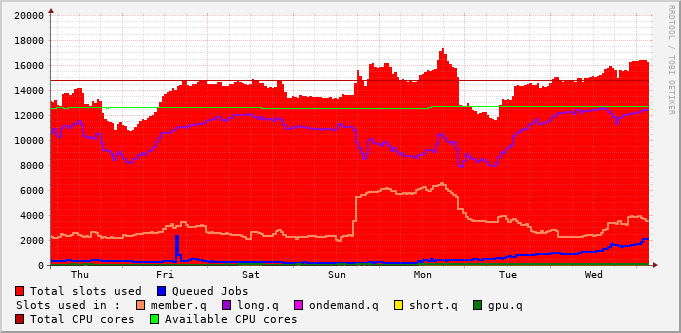 20000
18000
16000
14000
12000
10000
8000
6000
4000
2000
0
Thu Fri Sat Sun Mon Tue Wed
Total slots used Queued Jobs
Slots used in : member.q long.q ondemand.q short.q gpu.q
Total CPU cores Available CPU cores
RRDTOOL / TOBI OETIKER